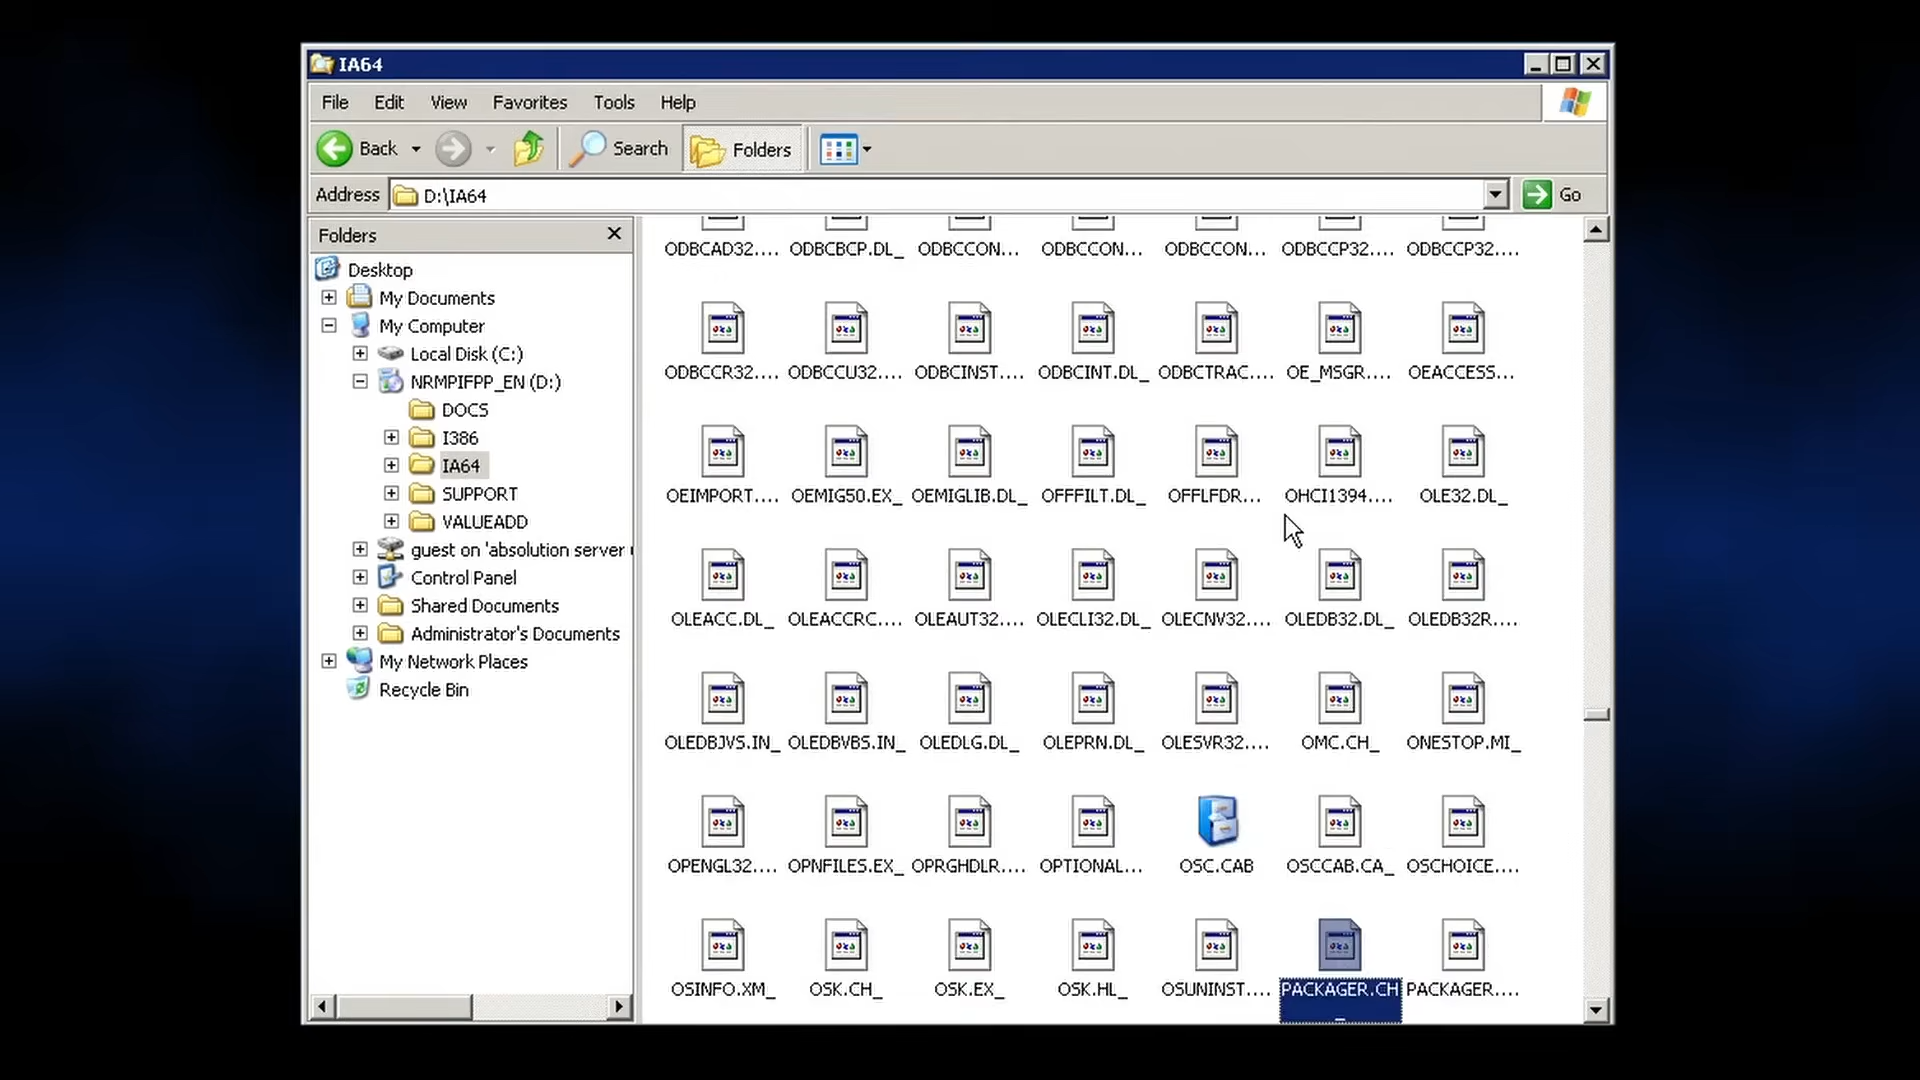 IA64
File Edit View Favorites Tools Help
Back Search Folders
Address D:\IA64 Go
Folders
Desktop
My Documents
My Computer
Local Disk (C:)
NRMPIFPP_EN (D:)
DOCS
I386
IA64
SUPPORT
VALUEADD
guest on 'absolution server
Control Panel
Shared Documents
Administrator's Documents
My Network Places
Recycle Bin
ODBCAD32.... ODBCBCP.DL_ ODBCCON... ODBCCON... ODBCCON... ODBCCP32.... ODBCCP32....
ODBCCR32.... ODBCCU32.... ODBCINST.... ODBCINT.DL_ ODBCTRAC.... OE_MSGR.... OEACCESS...
OEIMPORT.... OEMIG50.EX_ OEMIGLIB.DL_ OFFFILT.DL_ OFFLFDR... OHCI1394.... OLE32.DL_
OLEACC.DL_ OLEACCRC.... OLEAUT32.... OLECLI32.DL_ OLECNV32.... OLEDB32.DL_ OLEDB32R....
OLEDBJVS.IN_ OLEDBVBS.IN_ OLEDLG.DL_ OLEPRN.DL_ OLESVR32.... OMC.CH_ ONESTOP.MI_
OPENGL32.... OPNFILES.EX_ OPRGHDLR.... OPTIONAL... OSC.CAB OSCCAB.CA_ OSCHOICE....
OSINFO.XM_ OSK.CH_ OSK.EX_ OSK.HL_ OSUNINST.... PACKAGER.CH PACKAGER....
_